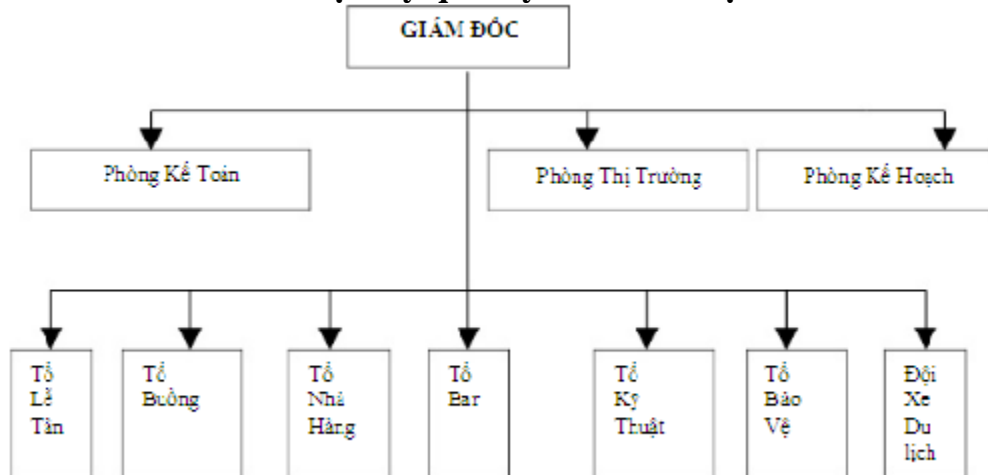 GIÁM ĐỐC
Phòng Kế Toán
Phòng Thị Trường
Phòng Kế Hoạch
Tổ
Lễ
Tân
Tổ
Buồng
Tổ
Nhà
Hàng
Tổ
Bar
Tổ
Kỹ
Thuật
Tổ
Bảo
Vệ
Đội
Xe
Du
lịch